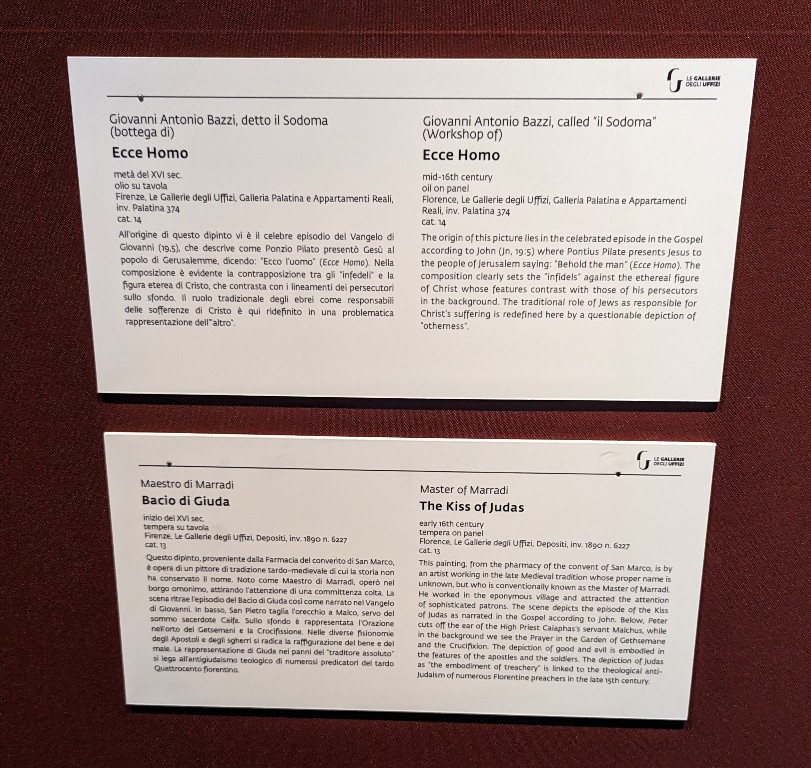 LE GALLERIE
DEGLI UFFIZI
Giovanni Antonio Bazzi, detto il Sodoma
(bottega di)
Ecce Homo
metà del XVI sec.
olio su tavola
Firenze, Le Gallerie degli Uffizi, Galleria Palatina e Appartamenti Reali,
inv. Palatina 374
cat. 14
All'origine di questo dipinto vi è il celebre episodio del Vangelo di
Giovanni (19,5), che descrive come Ponzio Pilato presentò Gesù al
popolo di Gerusalemme, dicendo: "Ecco l'uomo" (Ecce Homo). Nella
composizione è evidente la contrapposizione tra gli "infedeli" e la
figura eterea di Cristo, che contrasta con i lineamenti dei persecutori
sullo sfondo. Il ruolo tradizionale degli ebrei come responsabili
delle sofferenze di Cristo è qui ridefinito in una problematica
rappresentazione dell'"altro".
Giovanni Antonio Bazzi, called "il Sodoma"
(Workshop of)
Ecce Homo
mid-16th century
oil on panel
Florence, Le Gallerie degli Uffizi, Galleria Palatina e Appartamenti
Reali, inv. Palatina 374
cat. 14
The origin of this picture lies in the celebrated episode in the Gospel
according to John (Jn, 19:5) where Pontius Pilate presents Jesus to
the people of Jerusalem saying: "Behold the man" (Ecce Homo). The
composition clearly sets the "infidels" against the ethereal figure
of Christ whose features contrast with those of his persecutors
in the background. The traditional role of Jews as responsible for
Christ's suffering is redefined here by a questionable depiction of
"otherness".
LE GALLERIE
DEGLI UFFIZI
Maestro di Marradi
Bacio di Giuda
inizio del XVI sec.
tempera su tavola
Firenze, Le Gallerie degli Uffizi, Depositi, inv. 1890 n. 6227
cat. 13
Questo dipinto, proveniente dalla Farmacia del convento di San Marco,
è opera di un pittore di tradizione tardo-medievale di cui la storia non
ha conservato il nome. Noto come Maestro di Marradi, operò nel
borgo omonimo, attirando l'attenzione di una committenza colta. La
scena ritrae l'episodio del Bacio di Giuda così come narrato nel Vangelo
di Giovanni. In basso, San Pietro taglia l'orecchio a Malco, servo del
sommo sacerdote Caifa. Sullo sfondo è rappresentata l'Orazione
nell'orto del Getsemani e la Crocifissione. Nelle diverse fisionomie
degli Apostoli e degli sgherri si radica la raffigurazione del bene e del
male. La rappresentazione di Giuda nei panni del "traditore assoluto"
si lega all'antigiudaismo teologico di numerosi predicatori del tardo
Quattrocento fiorentino.
Master of Marradi
The Kiss of Judas
early 16th century
tempera on panel
Florence, Le Gallerie degli Uffizi, Depositi, inv. 1890 n. 6227
cat. 13
This painting, from the pharmacy of the convent of San Marco, is by
an artist working in the late Medieval tradition whose proper name is
unknown, but who is conventionally known as the Master of Marradi.
He worked in the eponymous village and attracted the attention
of sophisticated patrons. The scene depicts the episode of the Kiss
of Judas as narrated in the Gospel according to John. Below, Peter
cuts off the ear of the High Priest Caiaphas's servant Malchus, while
in the background we see the Prayer in the Garden of Gethsemane
and the Crucifixion. The depiction of good and evil is embodied in
the features of the apostles and the soldiers. The depiction of Judas
as "the embodiment of treachery" is linked to the theological anti-
Judaism of numerous Florentine preachers in the late 15th century.